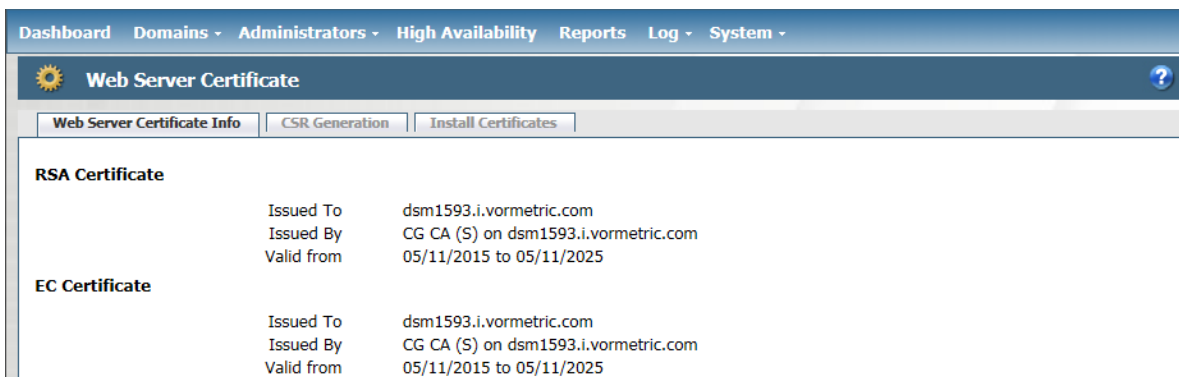 Dashboard Domains Administrators High Availability Reports Log System
Web Server Certificate ?
Web Server Certificate Info CSR Generation Install Certificates
RSA Certificate
Issued To dsm1593.i.vormetric.com
Issued By CG CA (S) on dsm1593.i.vormetric.com
Valid from 05/11/2015 to 05/11/2025
EC Certificate
Issued To dsm1593.i.vormetric.com
Issued By CG CA (S) on dsm1593.i.vormetric.com
Valid from 05/11/2015 to 05/11/2025